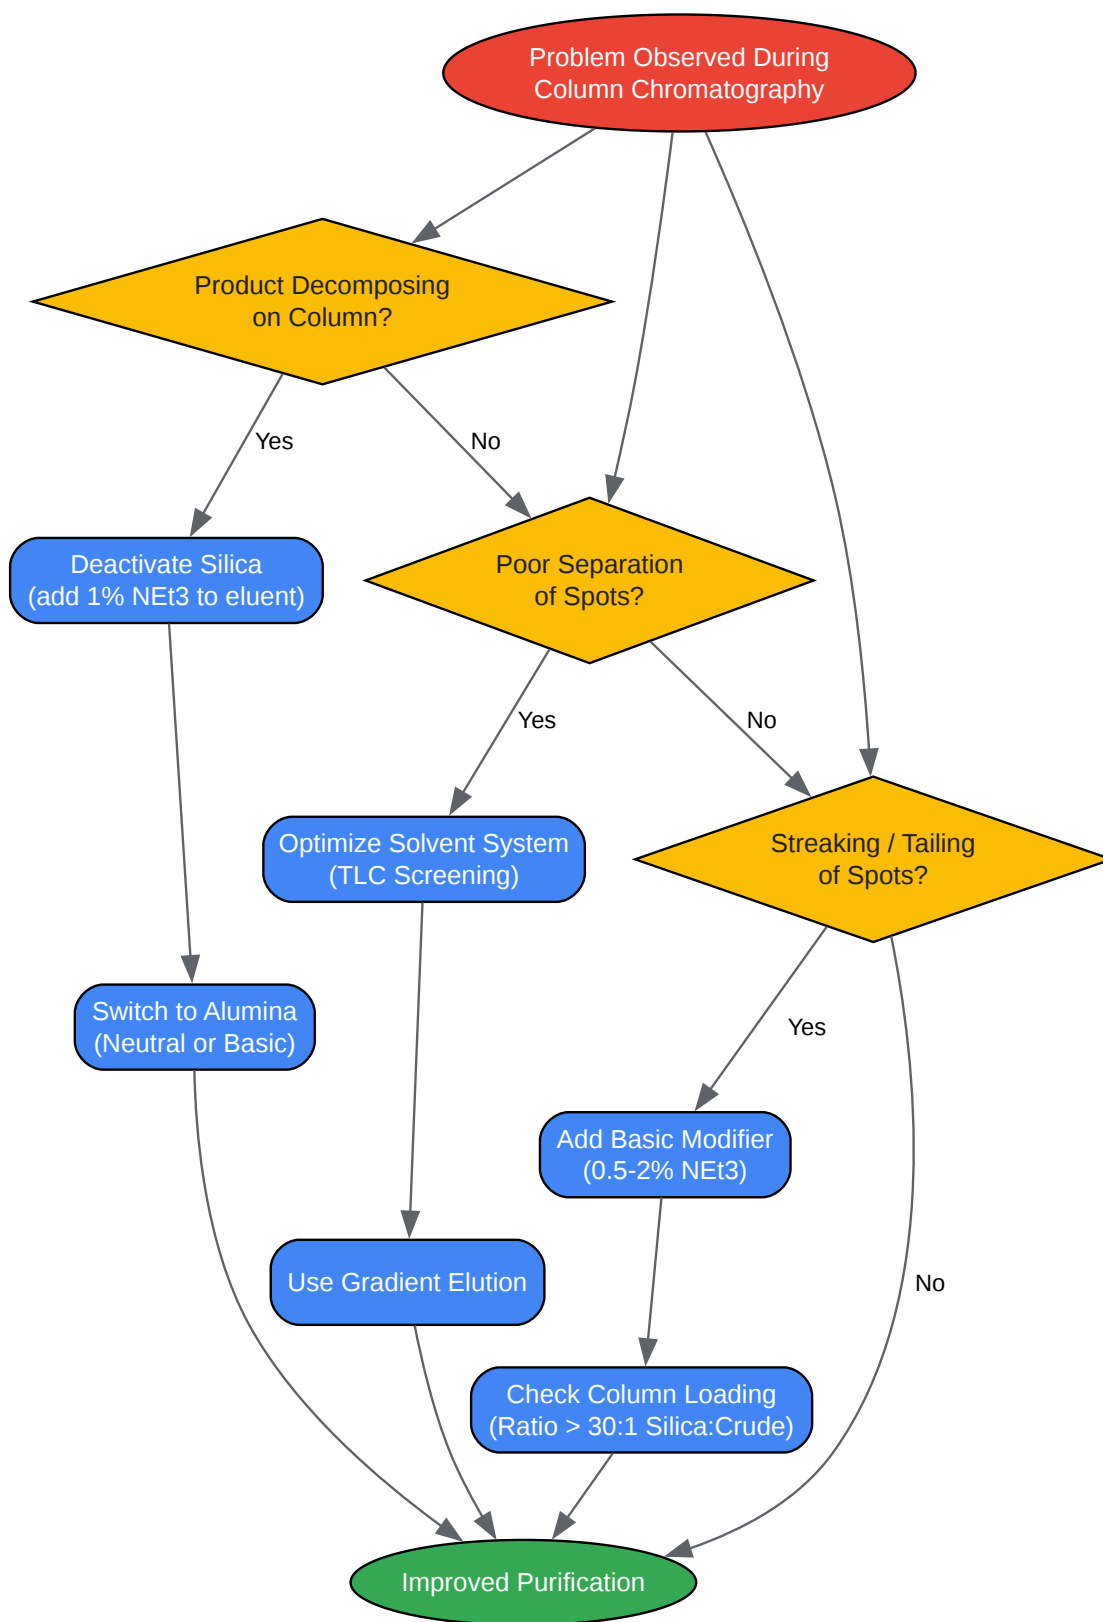 Problem Observed During
Column Chromatography
Product Decomposing
on Column?
Yes
No
Deactivate Silica
(add 1% NEt3 to eluent)
Poor Separation
of Spots?
Yes
No
Optimize Solvent System
(TLC Screening)
Streaking / Tailing
of Spots?
Switch to Alumina
(Neutral or Basic)
Yes
Add Basic Modifier
(0.5-2% NEt3)
Use Gradient Elution
No
Check Column Loading
(Ratio > 30:1 Silica:Crude)
Improved Purification